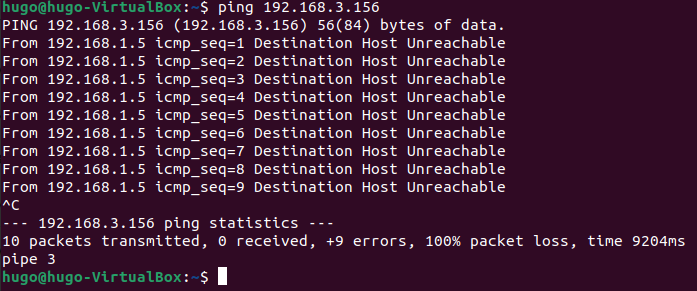 hugo@hugo-VirtualBox:~$ ping 192.168.3.156
PING 192.168.3.156 (192.168.3.156) 56(84) bytes of data.
From 192.168.1.5 icmp_seq=1 Destination Host Unreachable
From 192.168.1.5 icmp_seq=2 Destination Host Unreachable
From 192.168.1.5 icmp_seq=3 Destination Host Unreachable
From 192.168.1.5 icmp_seq=4 Destination Host Unreachable
From 192.168.1.5 icmp_seq=5 Destination Host Unreachable
From 192.168.1.5 icmp_seq=6 Destination Host Unreachable
From 192.168.1.5 icmp_seq=7 Destination Host Unreachable
From 192.168.1.5 icmp_seq=8 Destination Host Unreachable
From 192.168.1.5 icmp_seq=9 Destination Host Unreachable
^C
--- 192.168.3.156 ping statistics ---
10 packets transmitted, 0 received, +9 errors, 100% packet loss, time 9204ms
pipe 3
hugo@hugo-VirtualBox:~$